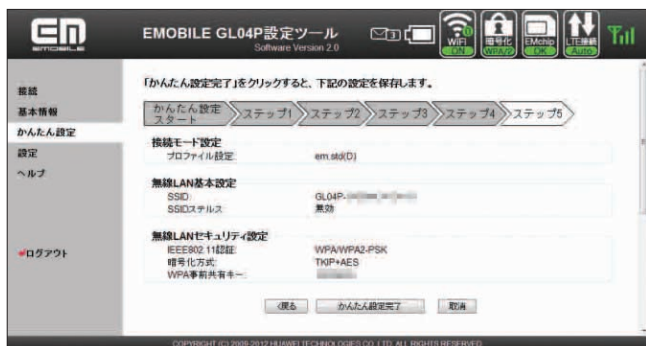 EM
EMOBILE
EMOBILE GL04P設定ツール
Software Version 2.0
3
WiFi
ON
暗号化
WPA/2
EMchip
OK
LTE接続
Auto
接続
基本情報
かんたん設定
設定
ヘルプ
ログアウト
「かんたん設定完了」をクリックすると、下記の設定を保存します。
かんたん設定
スタート
ステップ1
ステップ2
ステップ3
ステップ4
ステップ5
接続モード設定
プロファイル設定: em.std(D)
無線LAN基本設定
SSID: GL04P-
SSIDステルス: 無効
無線LANセキュリティ設定
IEEE802.11認証: WPA/WPA2-PSK
暗号化方式: TKIP+AES
WPA事前共有キー:
<戻る
かんたん設定完了
取消
COPYRIGHT (C) 2009-2012 HUAWEI TECHNOLOGIES CO., LTD. ALL RIGHTS RESERVED.